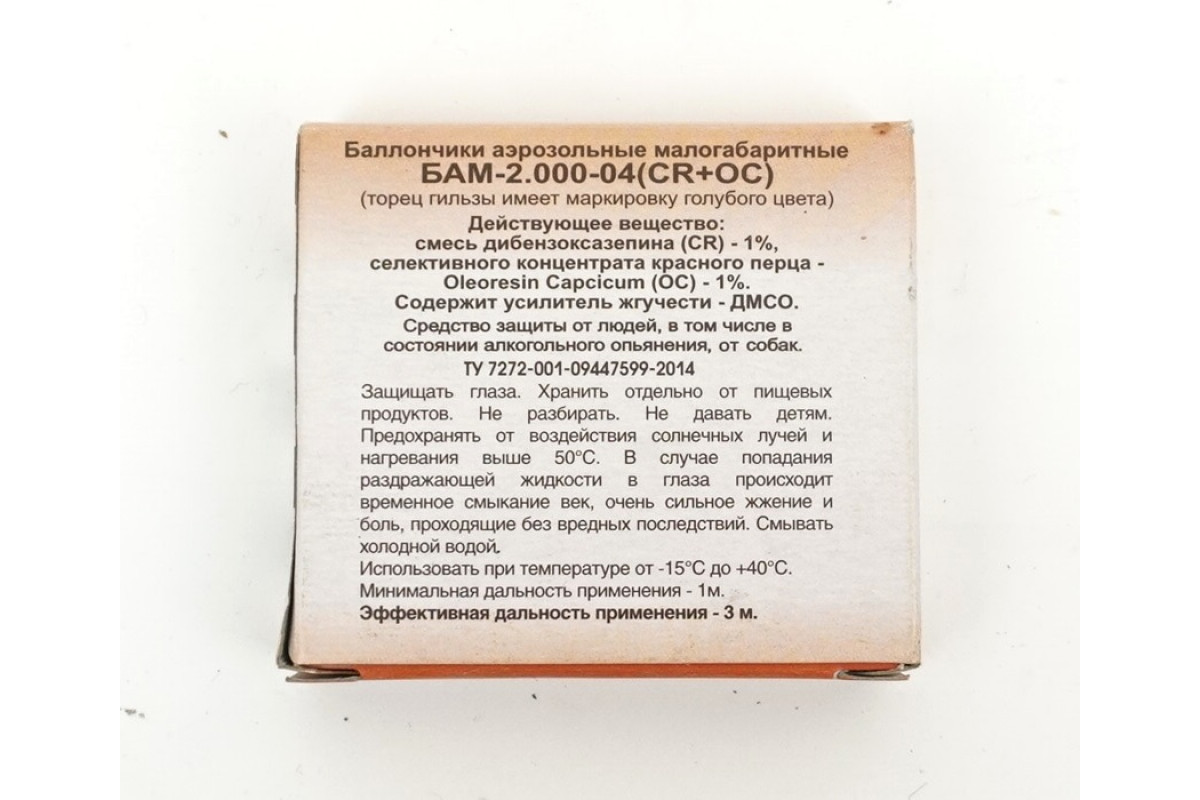 Баллончики аэрозольные малогабаритные
БАМ-2.000-04(CR+OC)
(торец гильзы имеет маркировку голубого цвета)
Действующее вещество:
смесь дибензоксазепина (CR) - 1%,
селективного концентрата красного перца -
Oleoresin Capcicum (OC) - 1%.
Содержит усилитель жгучести - ДМСО.
Средство защиты от людей, в том числе в
состоянии алкогольного опьянения, от собак.
ТУ 7272-001-09447599-2014
Защищать глаза. Хранить отдельно от пищевых
продуктов. Не разбирать. Не давать детям.
Предохранять от воздействия солнечных лучей и
нагревания выше 50°С. В случае попадания
раздражающей жидкости в глаза происходит
временное смыкание век, очень сильное жжение и
боль, проходящие без вредных последствий. Смывать
холодной водой.
Использовать при температуре от -15°С до +40°С.
Минимальная дальность применения - 1м.
Эффективная дальность применения - 3 м.